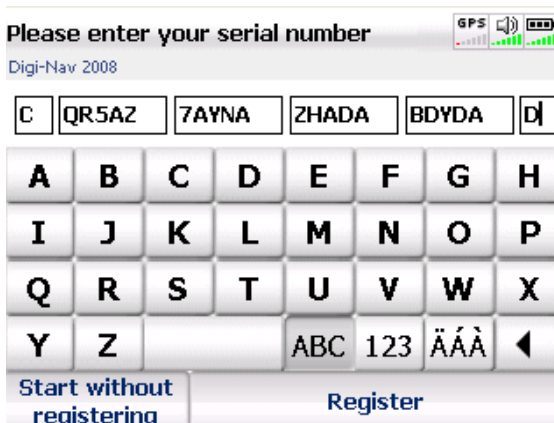 Please enter your serial number
GPS
Digi-Nav 2008
C QR5AZ 7AYNA ZHADA BDYDA D
A B C D E F G H
I J K L M N O P
Q R S T U V W X
Y Z ABC 123 ÄÁÀ
Start without registering
Register